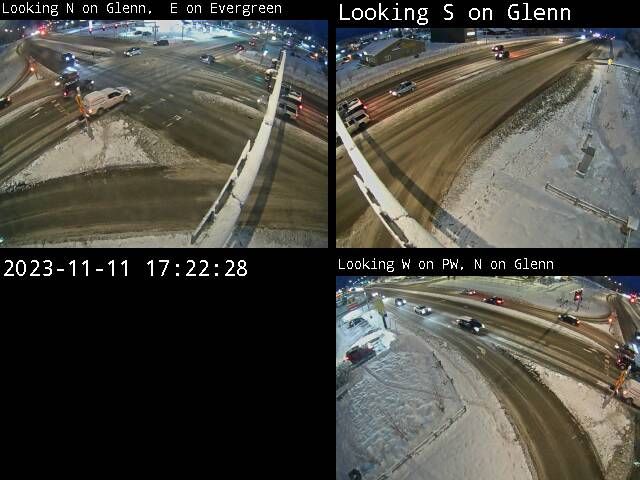 Looking N on Glenn,  E on Evergreen
Looking S on Glenn
2023-11-11 17:22:28
Looking W on PW, N on Glenn